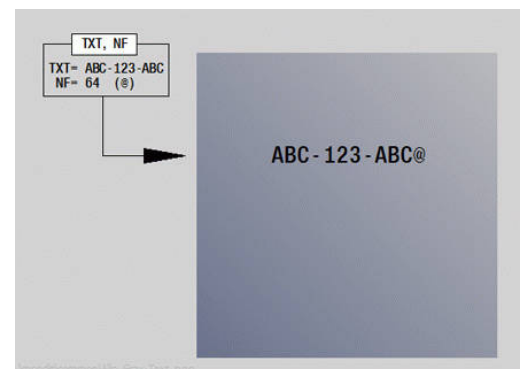 TXT, NF
TXT= ABC-123-ABC
NF= 64 (@)
ABC-123-ABC@